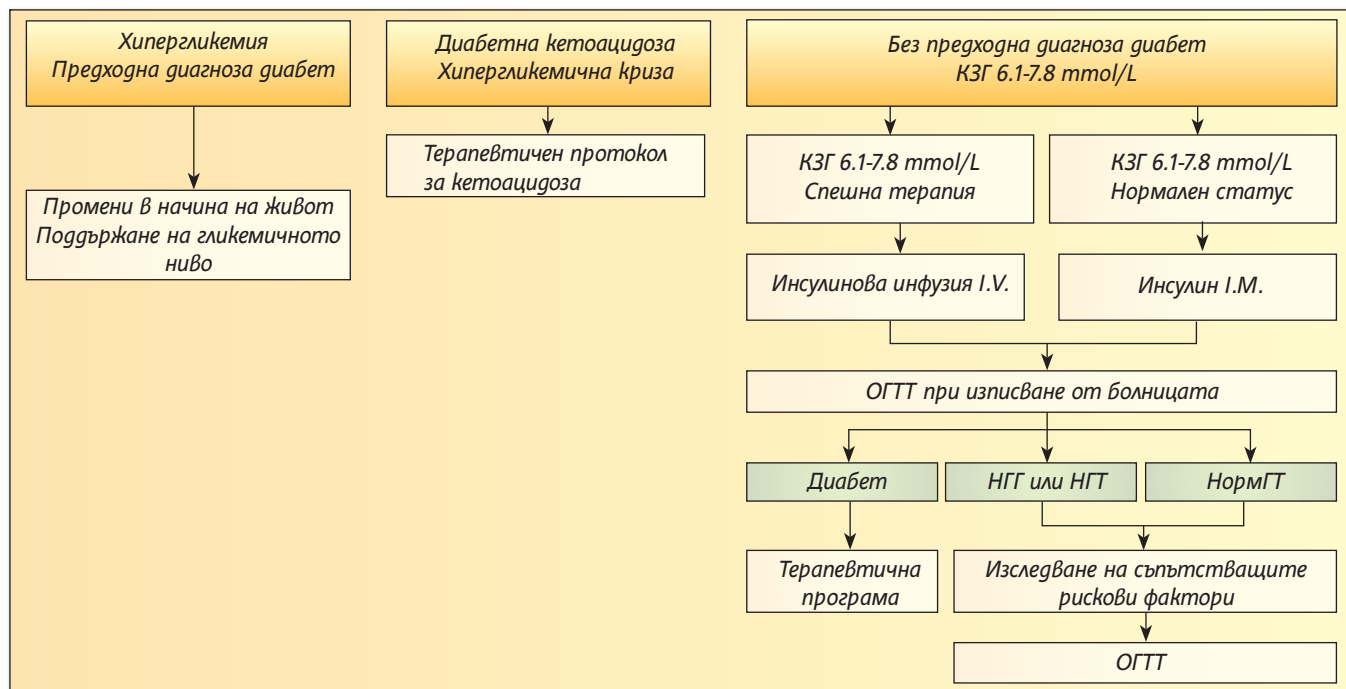 Хипергликемия
Предходна диагноза диабет
Промени в начина на живот
Поддържане на гликемичното
ниво
Диабетна кетоацидоза
Хипергликемична криза
Терапевтичен протокол
за кетоацидоза
Без предходна диагноза диабет
КЗГ 6.1-7.8 mmol/L
КЗГ 6.1-7.8 mmol/L
Спешна терапия
КЗГ 6.1-7.8 mmol/L
Нормален статус
Инсулинова инфузия I.V.
Инсулин I.M.
ОГТТ при изписване от болницата
Диабет
НГГ или НГТ
НормГТ
Терапевтична
програма
Изследване на съпътстващите
рискови фактори
ОГТТ